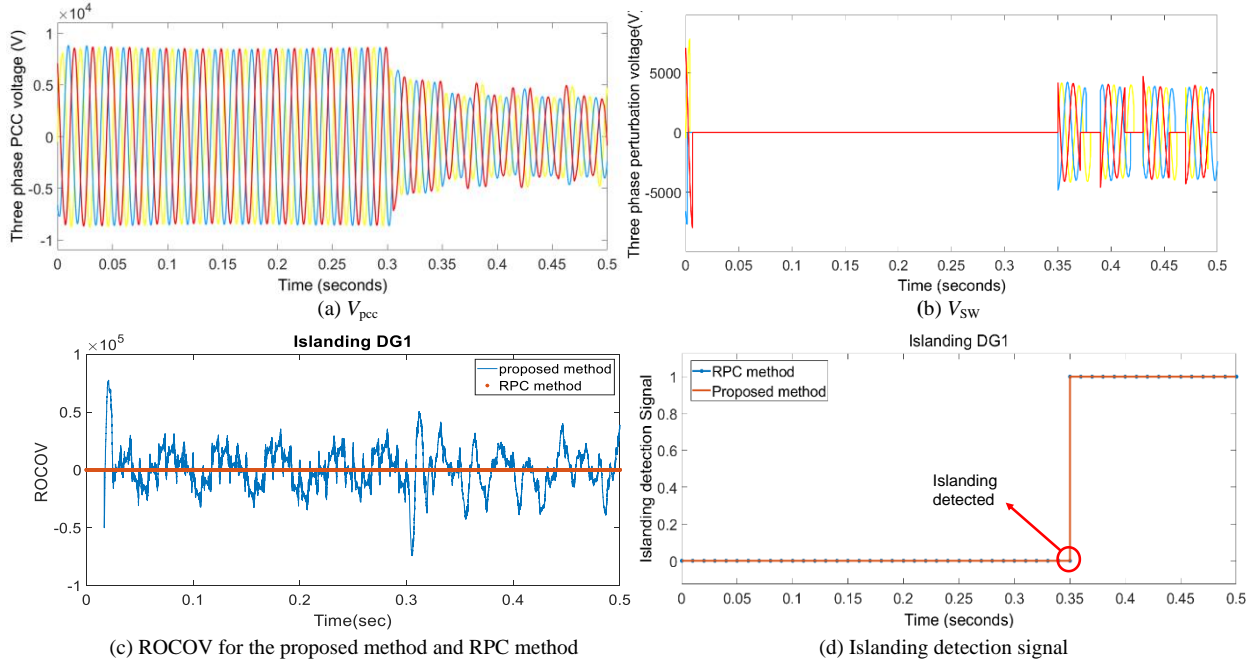 ×10⁴
Three phase PCC voltage (V)
1
0.5
0
-0.5
-1
0 0.05 0.1 0.15 0.2 0.25 0.3 0.35 0.4 0.45 0.5
Time (seconds)
(a) Vpcc
Three phase perturbation voltage(V)
5000
0
-5000
0 0.05 0.1 0.15 0.2 0.25 0.3 0.35 0.4 0.45 0.5
Time (seconds)
(b) VSW
Islanding DG1
×10⁵
ROCOV
1
0.5
0
-0.5
-1
proposed method
RPC method
0 0.1 0.2 0.3 0.4 0.5
Time(sec)
(c) ROCOV for the proposed method and RPC method
Islanding DG1
Islanding detection Signal
1
0.8
0.6
0.4
0.2
0
RPC method
Proposed method
Islanding
detected
0 0.05 0.1 0.15 0.2 0.25 0.3 0.35 0.4 0.45 0.5
Time (seconds)
(d) Islanding detection signal